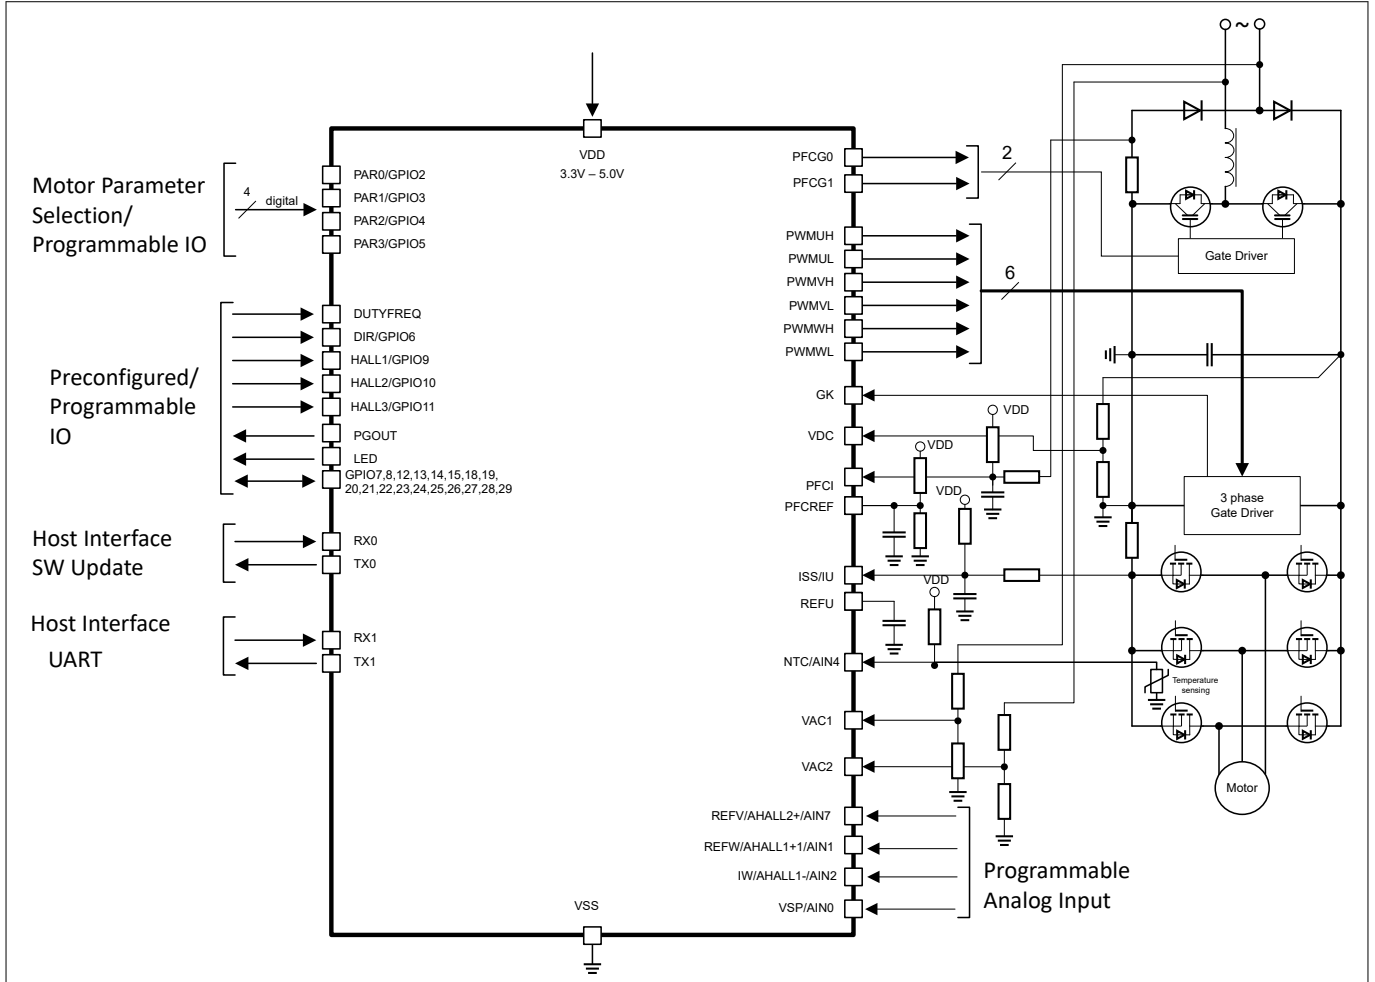 ~
VDD
3.3V – 5.0V
Motor Parameter
Selection/
Programmable IO
4
digital
PAR0/GPIO2
PAR1/GPIO3
PAR2/GPIO4
PAR3/GPIO5
Preconfigured/
Programmable
IO
DUTYFREQ
DIR/GPIO6
HALL1/GPIO9
HALL2/GPIO10
HALL3/GPIO11
PGOUT
LED
GPIO7,8,12,13,14,15,18,19,
20,21,22,23,24,25,26,27,28,29
Host Interface
SW Update
RX0
TX0
Host Interface
UART
RX1
TX1
VSS
PFCG0
PFCG1
2
PWMUH
PWMUL
PWMVH
PWMVL
PWMWH
PWMWL
6
GK
VDC
PFCI
PFCREF
ISS/IU
REFU
NTC/AIN4
VAC1
VAC2
REFV/AHALL2+/AIN7
REFW/AHALL1+1/AIN1
IW/AHALL1-/AIN2
VSP/AIN0
Programmable
Analog Input
VDD
VDD
VDD
VDD
Gate Driver
3 phase
Gate Driver
Temperature
sensing
Motor